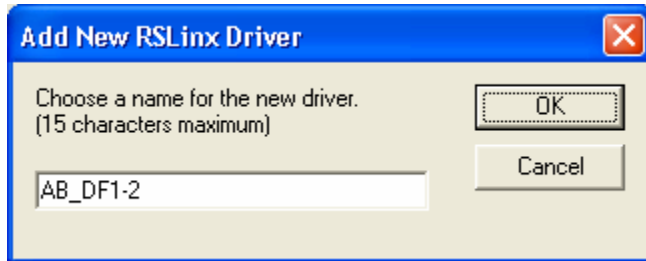 Add New RSLinx Driver
Choose a name for the new driver.
(15 characters maximum)
OK
Cancel
AB_DF1-2